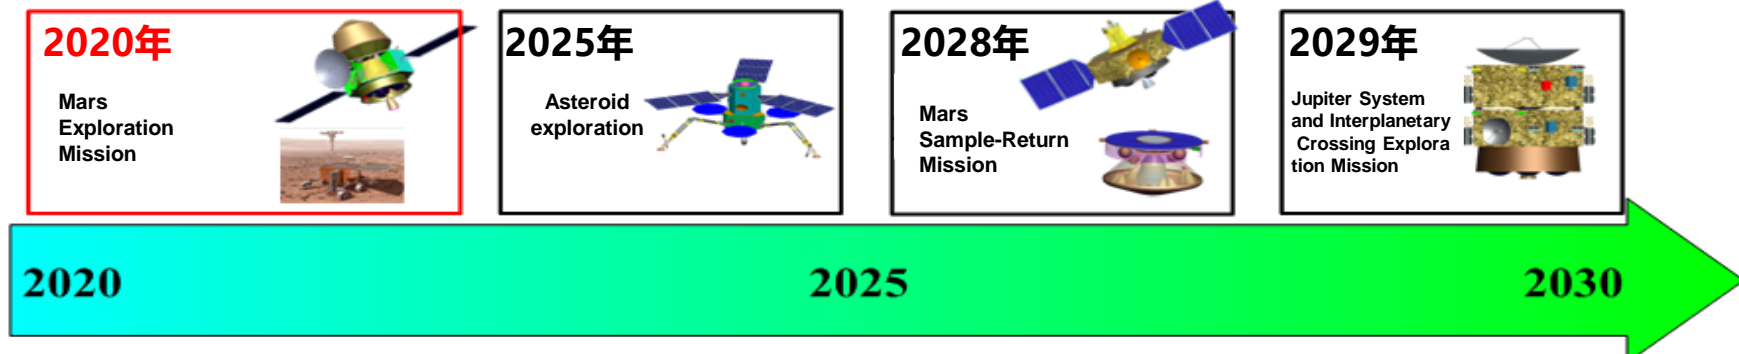 2020年
Mars
Exploration
Mission
2025年
Asteroid
exploration
2028年
Mars
Sample-Return
Mission
2029年
Jupiter System
and Interplanetary
Crossing Explora
tion Mission
2020
2025
2030